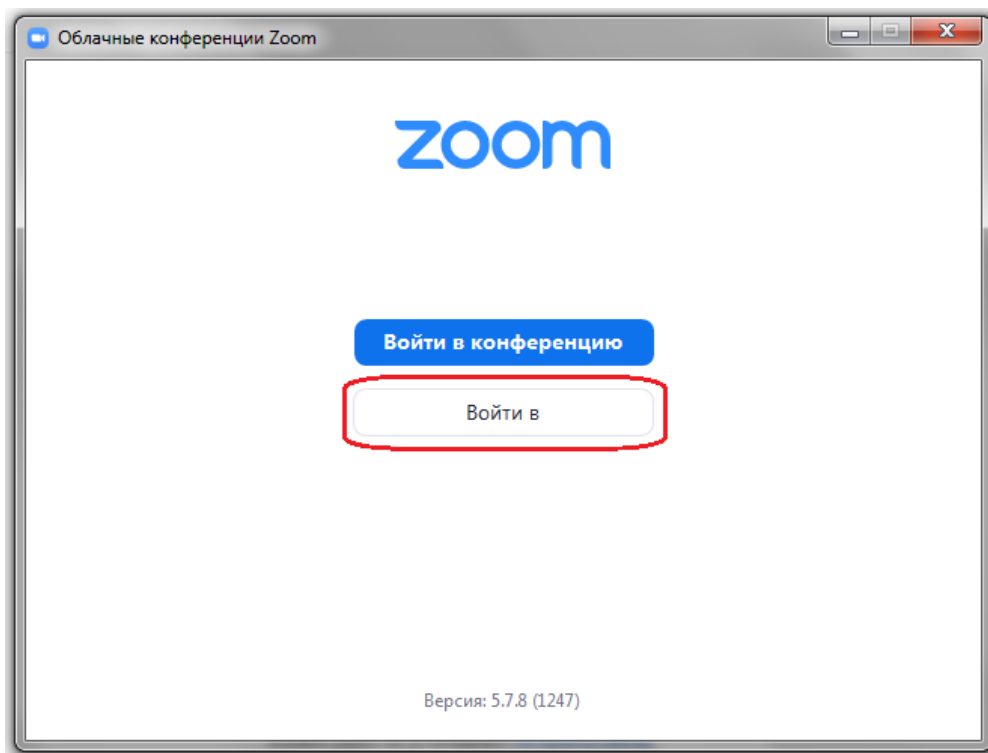 Облачные конференции Zoom
zoom
Войти в конференцию
Войти в
Версия: 5.7.8 (1247)